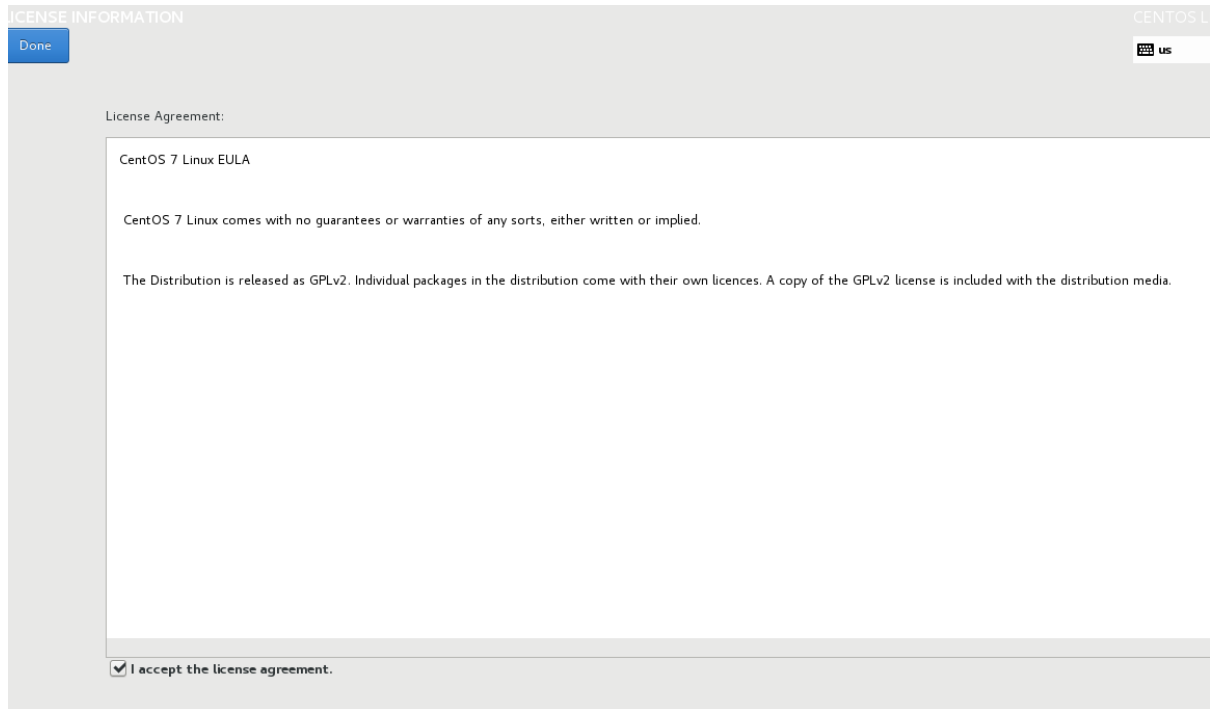 LICENSE INFORMATION
CENTOS L
Done
us
License Agreement:
CentOS 7 Linux EULA
CentOS 7 Linux comes with no guarantees or warranties of any sorts, either written or implied.
The Distribution is released as GPLv2. Individual packages in the distribution come with their own licences. A copy of the GPLv2 license is included with the distribution media.
I accept the license agreement.